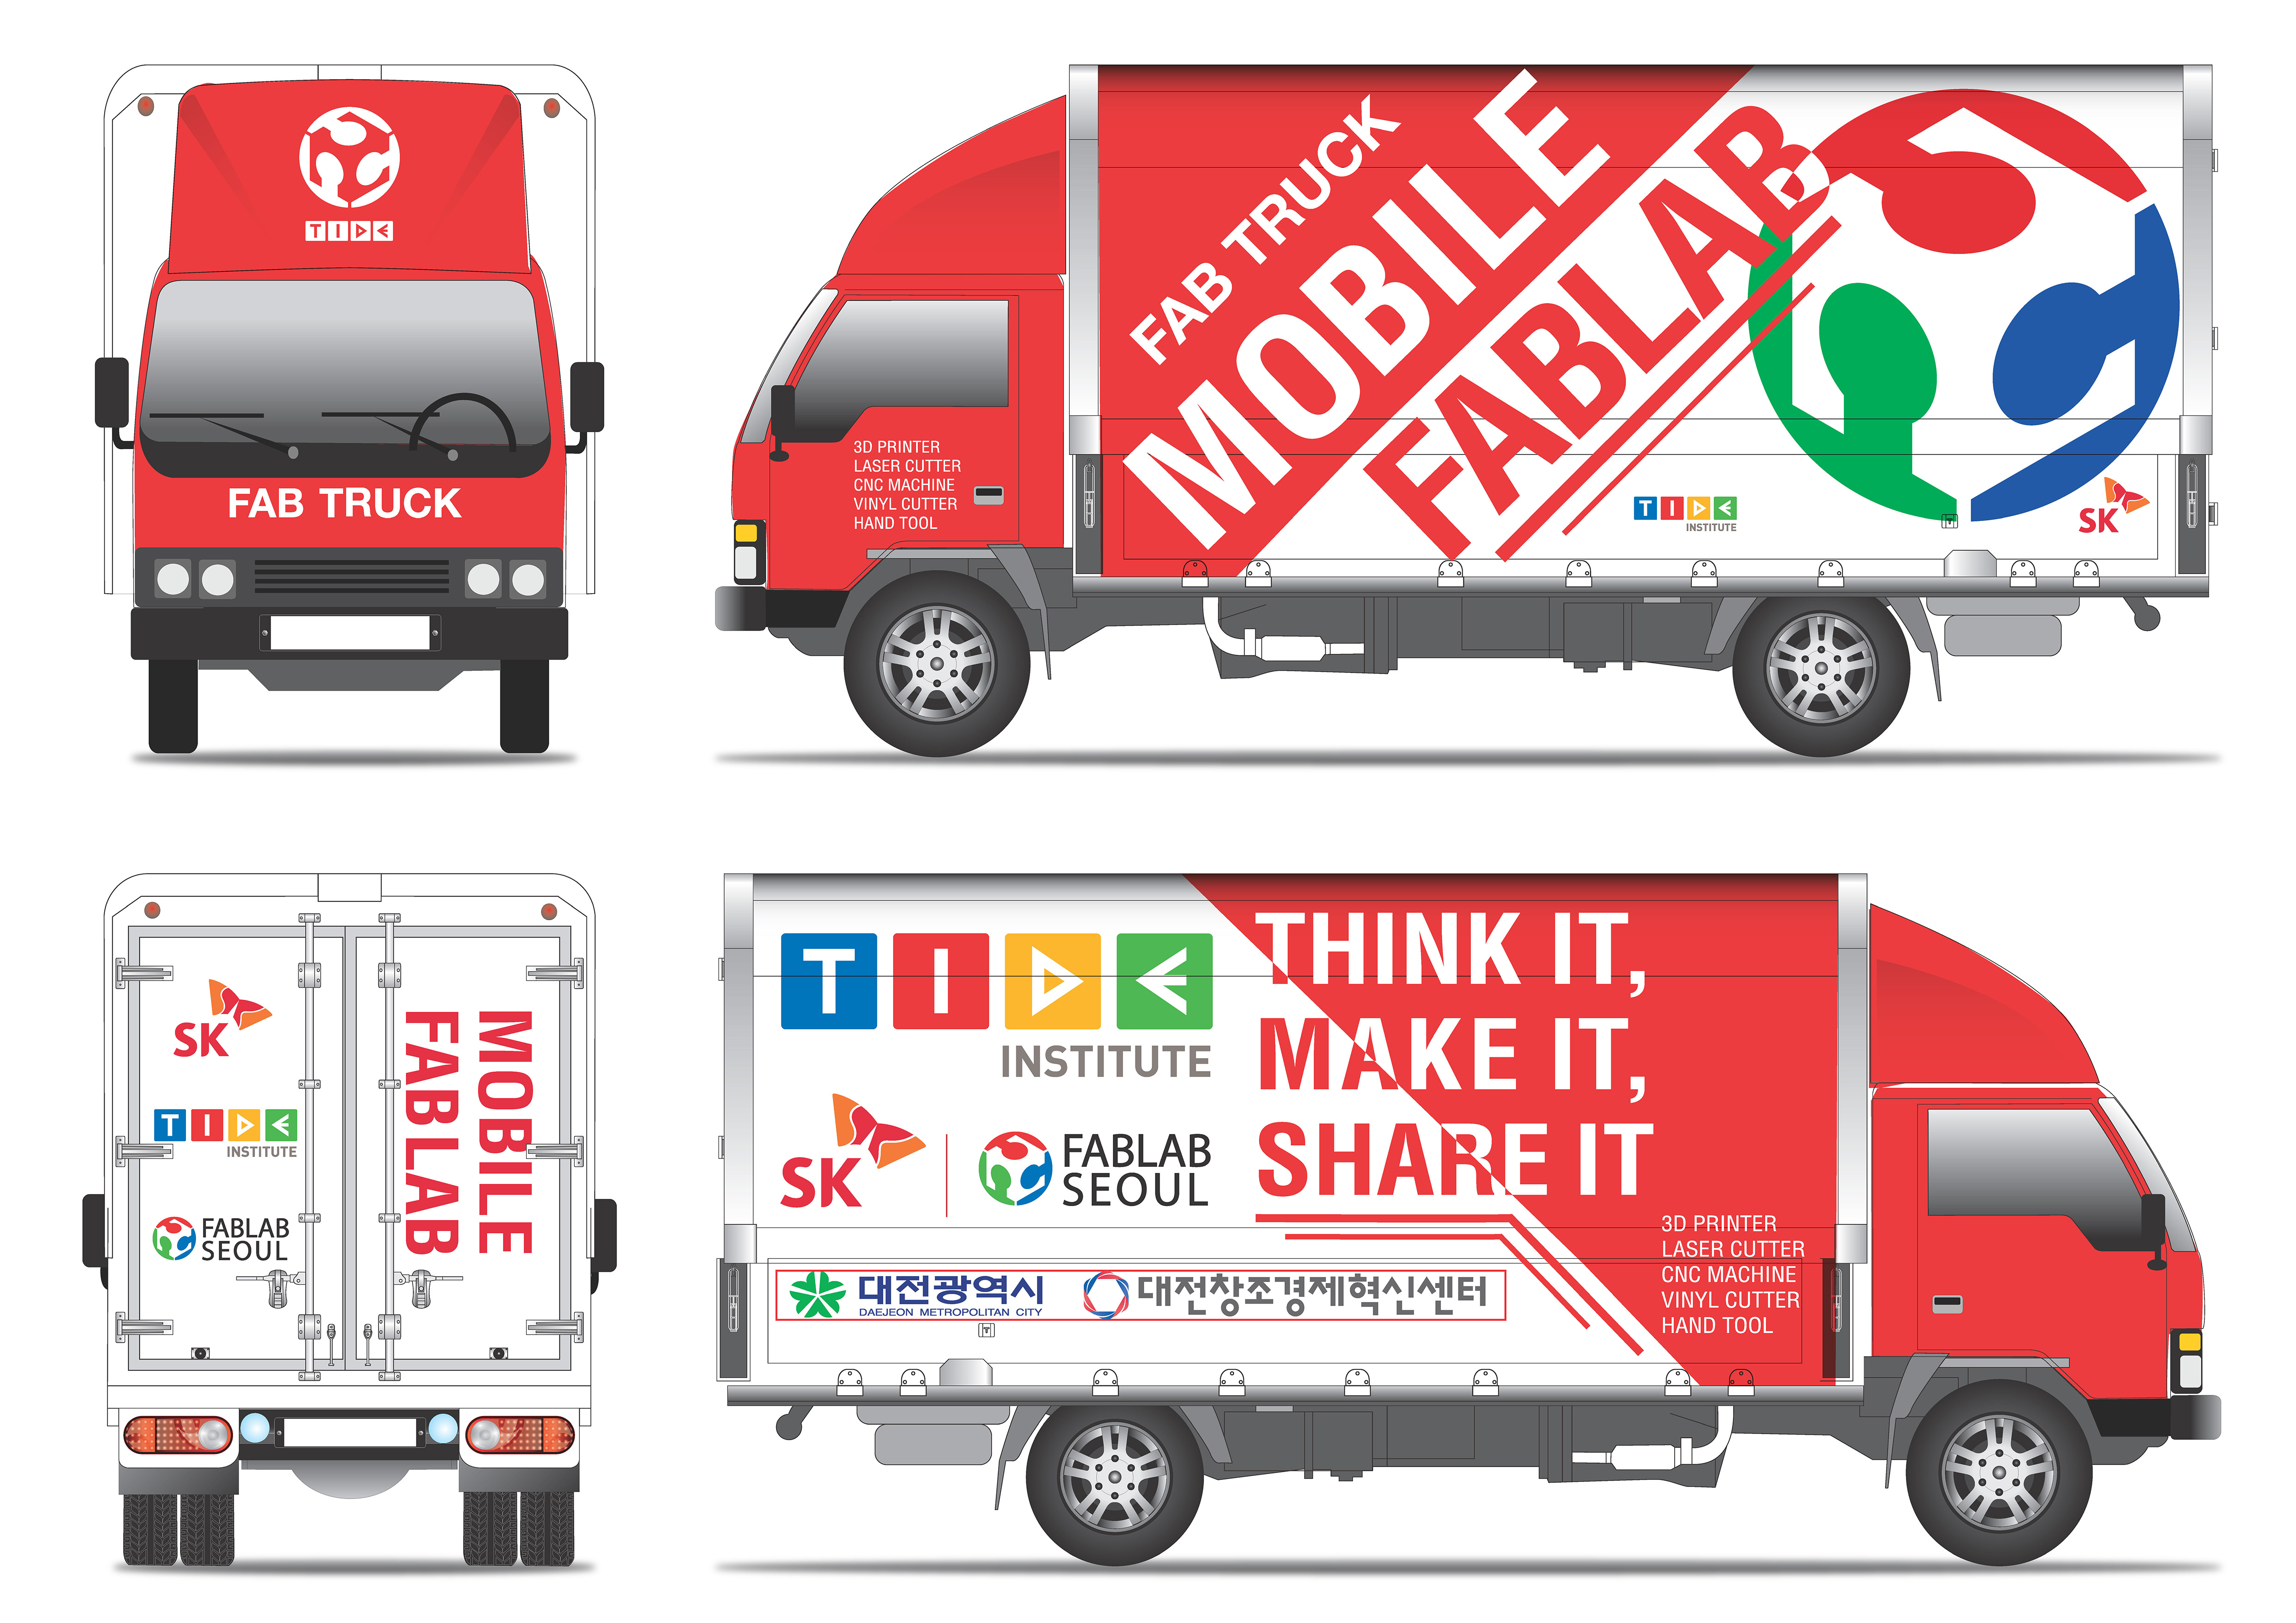 TIDE
FAB TRUCK
FAB TRUCK
MOBILE
FABLAB
3D PRINTER
LASER CUTTER
CNC MACHINE
VINYL CUTTER
HAND TOOL
TIDE
INSTITUTE
SK
SK
TIDE
INSTITUTE
FABLAB
SEOUL
MOBILE
FABLAB
TIDE
INSTITUTE
SK
FABLAB
SEOUL
THINK IT,
MAKE IT,
SHARE IT
3D PRINTER
LASER CUTTER
CNC MACHINE
VINYL CUTTER
HAND TOOL
대전광역시
DAEJEON METROPOLITAN CITY
대전창조경제혁신센터